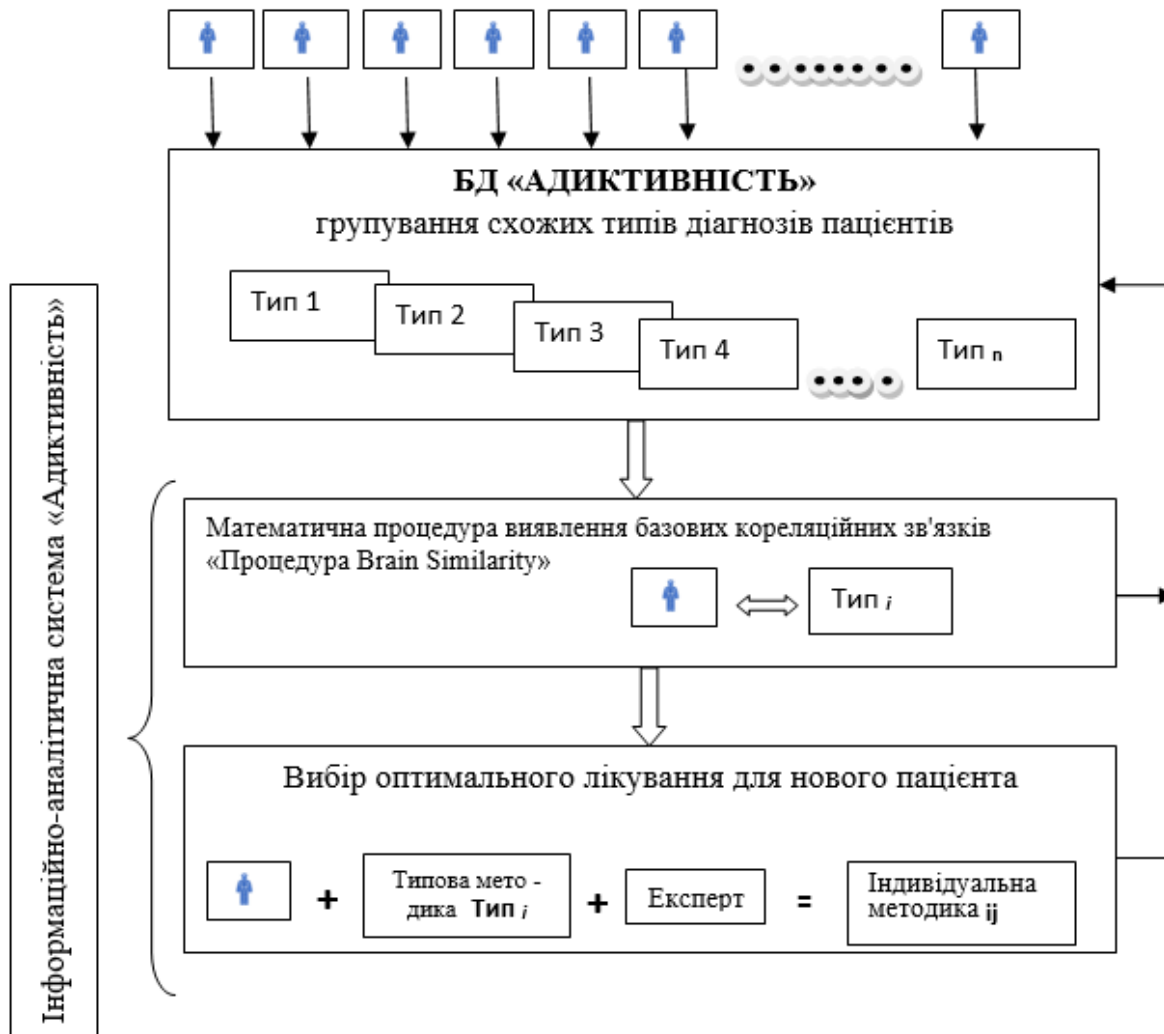 БД «АДИКТИВНІСТЬ»
групування схожих типів діагнозів пацієнтів
Тип 1
Тип 2
Тип 3
Тип 4
Тип n
Інформаційно-аналітична система «Адиктивність»
Математична процедура виявлення базових кореляційних зв'язків
«Процедура Brain Similarity»
Тип i
Вибір оптимального лікування для нового пацієнта
+
Типова мето -
дика Тип i
+
Експерт
=
Індивідуальна
методика ij